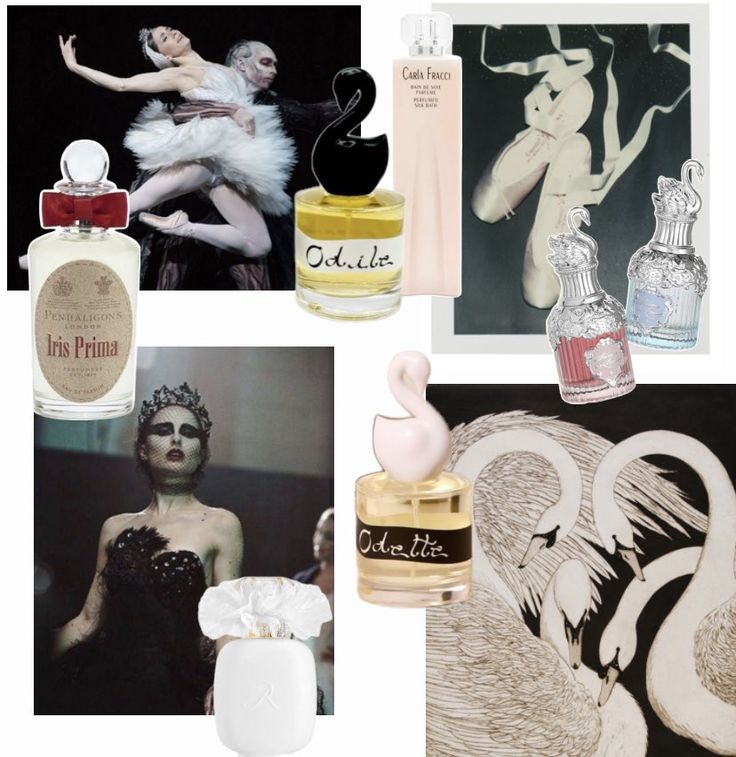 CARLA FRACCI
BAIN DE SOIE
PARFUMÉ
PERFUMED
SILK BATH
Odile
PENHALIGON'S
LONDON
Iris Prima
PERFUMERS
EST. 1870
EAU DE PARFUM
Odette
R